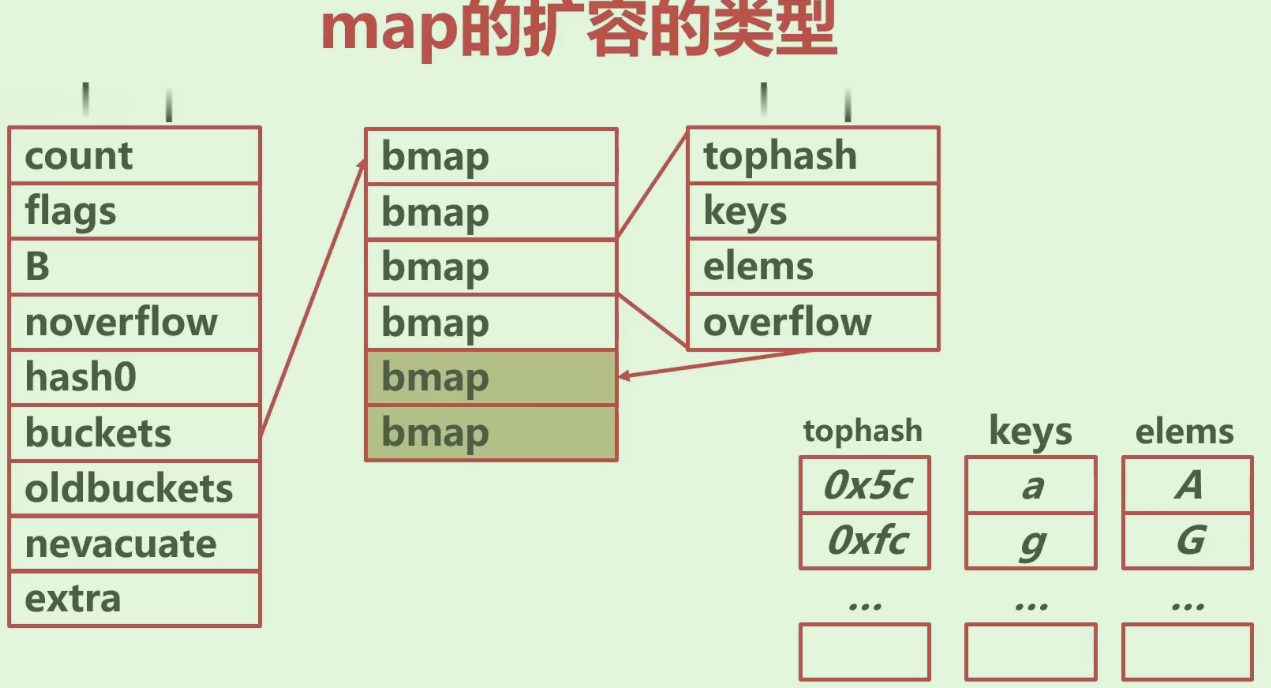 map的扩容的类型
count
flags
B
noverflow
hash0
buckets
oldbuckets
nevacuate
extra
bmap
bmap
bmap
bmap
bmap
bmap
tophash
keys
elems
overflow
tophash keys elems
0x5c a A
0xfc g G
... ... ...